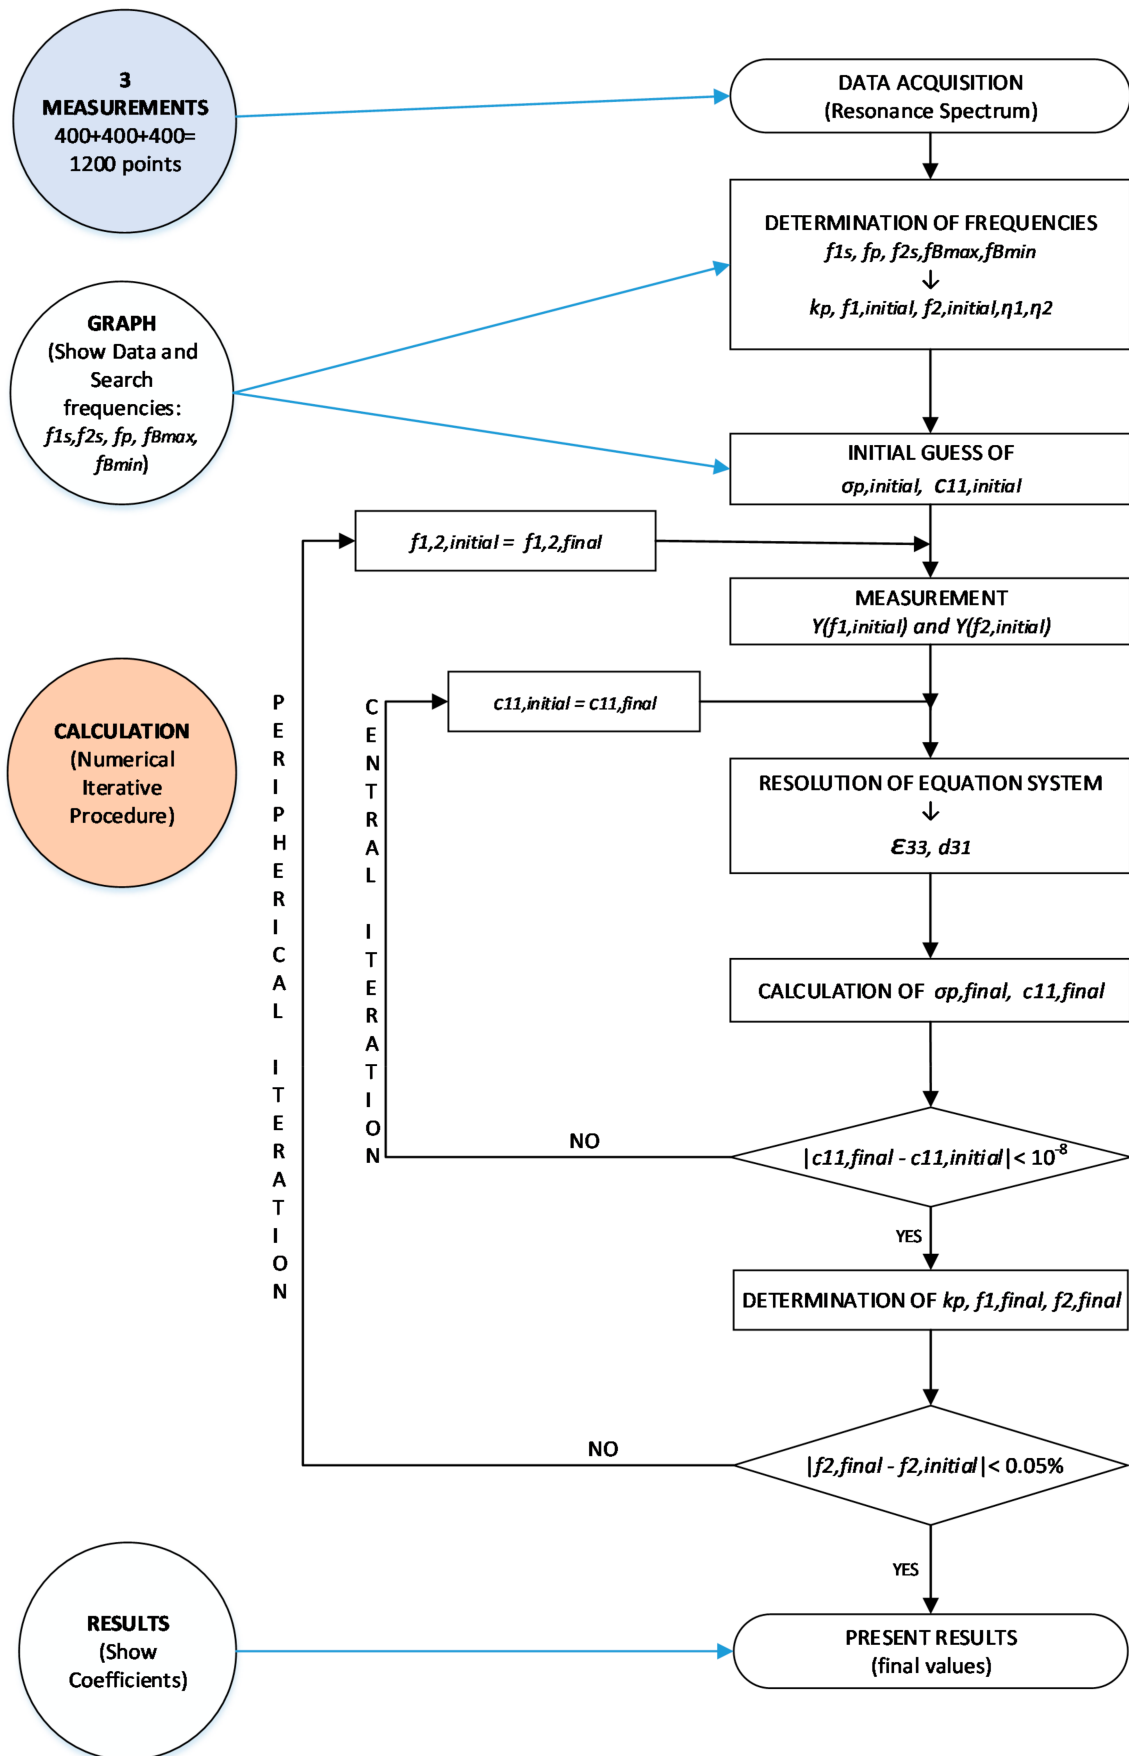 3
MEASUREMENTS
400+400+400=
1200 points
DATA ACQUISITION
(Resonance Spectrum)
DETERMINATION OF FREQUENCIES
f1s, fp, f2s,fBmax,fBmin
↓
kp, f1,initial, f2,initial,η1,η2
GRAPH
(Show Data and
Search
frequencies:
f1s,f2s, fp, fBmax,
fBmin)
INITIAL GUESS OF
σp,initial, C11,initial
f1,2,initial = f1,2,final
MEASUREMENT
Y(f1,initial) and Y(f2,initial)
c11,initial = c11,final
CALCULATION
(Numerical
Iterative
Procedure)
PERIPHERICAL ITERATION
CENTRAL ITERATION
RESOLUTION OF EQUATION SYSTEM
↓
Ɛ33, d31
CALCULATION OF σp,final, c11,final
|c11,final - c11,initial|< 10⁻⁸
NO
YES
DETERMINATION OF kp, f1,final, f2,final
|f2,final - f2,initial|< 0.05%
NO
YES
RESULTS
(Show
Coefficients)
PRESENT RESULTS
(final values)